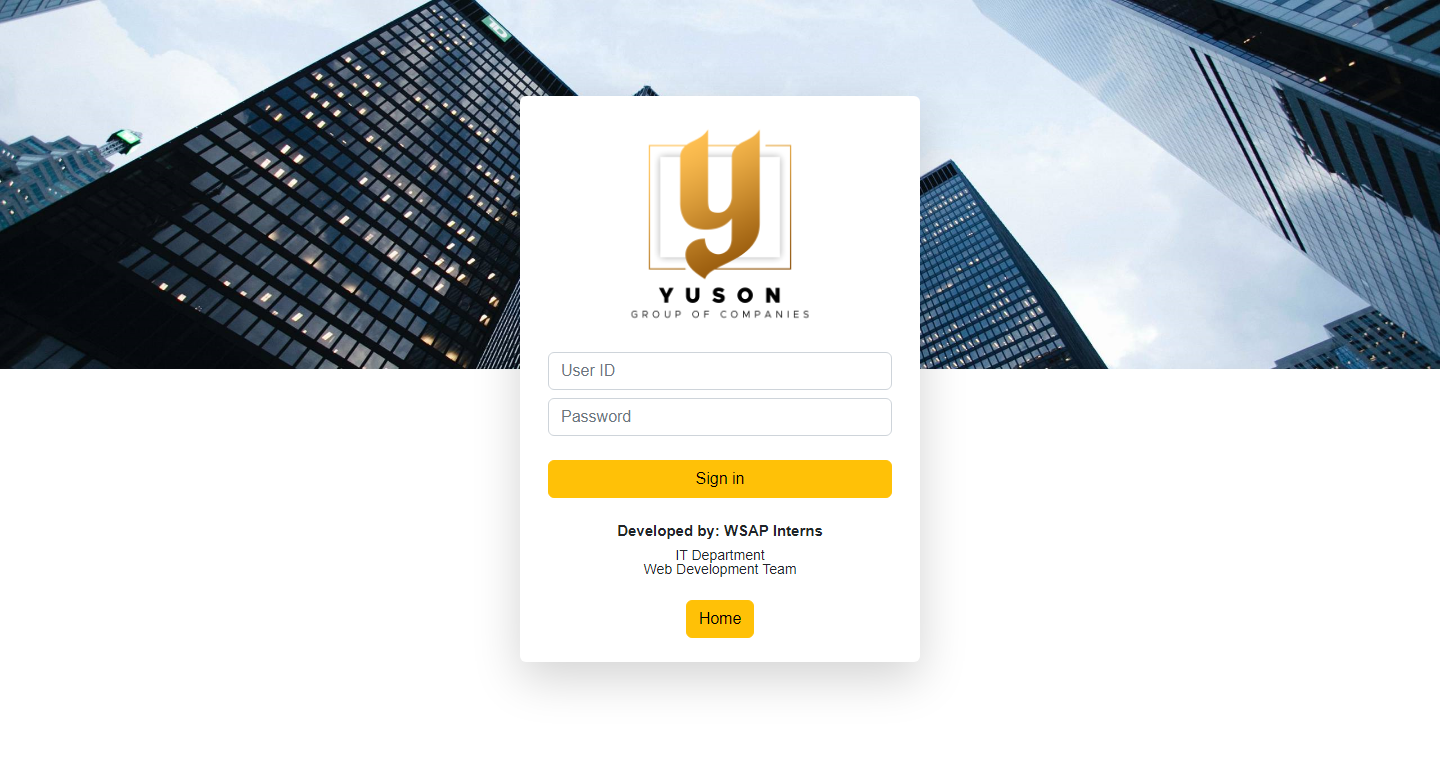 y
YUSON
GROUP OF COMPANIES
User ID
Password
Sign in
Developed by: WSAP Interns
IT Department
Web Development Team
Home